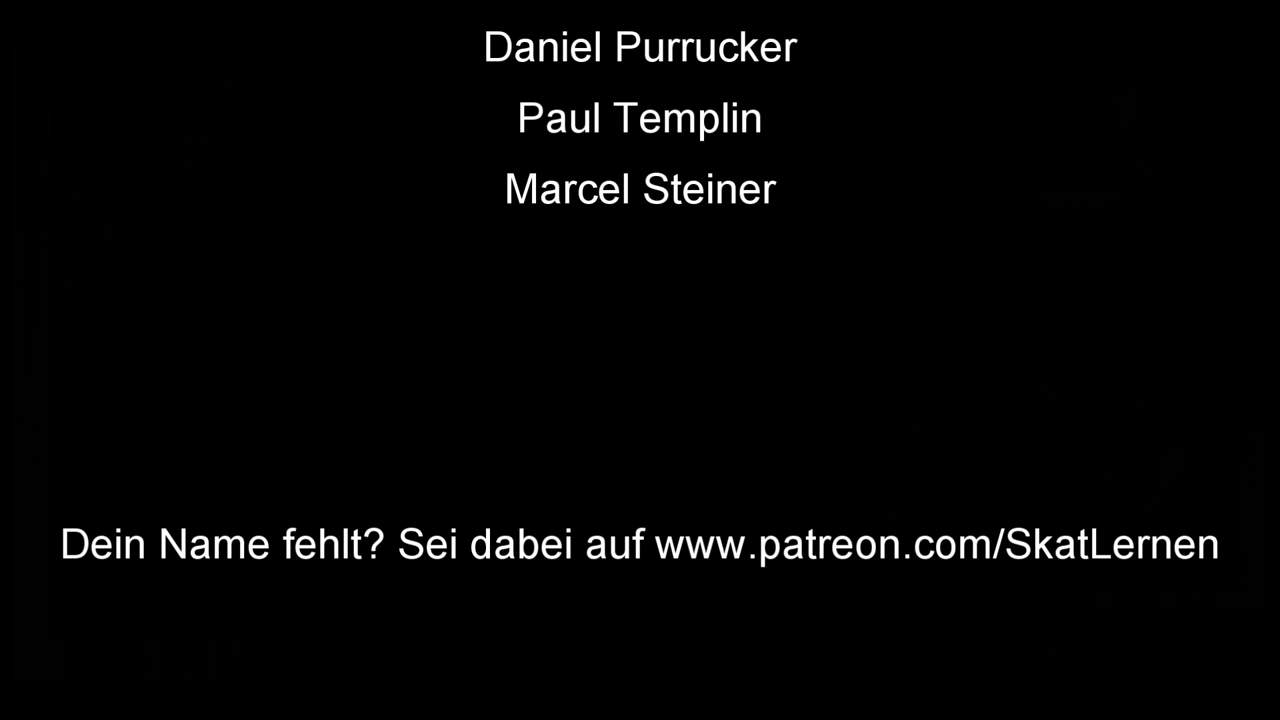 Daniel Purrucker
Paul Templin
Marcel Steiner
Dein Name fehlt? Sei dabei auf www.patreon.com/SkatLernen